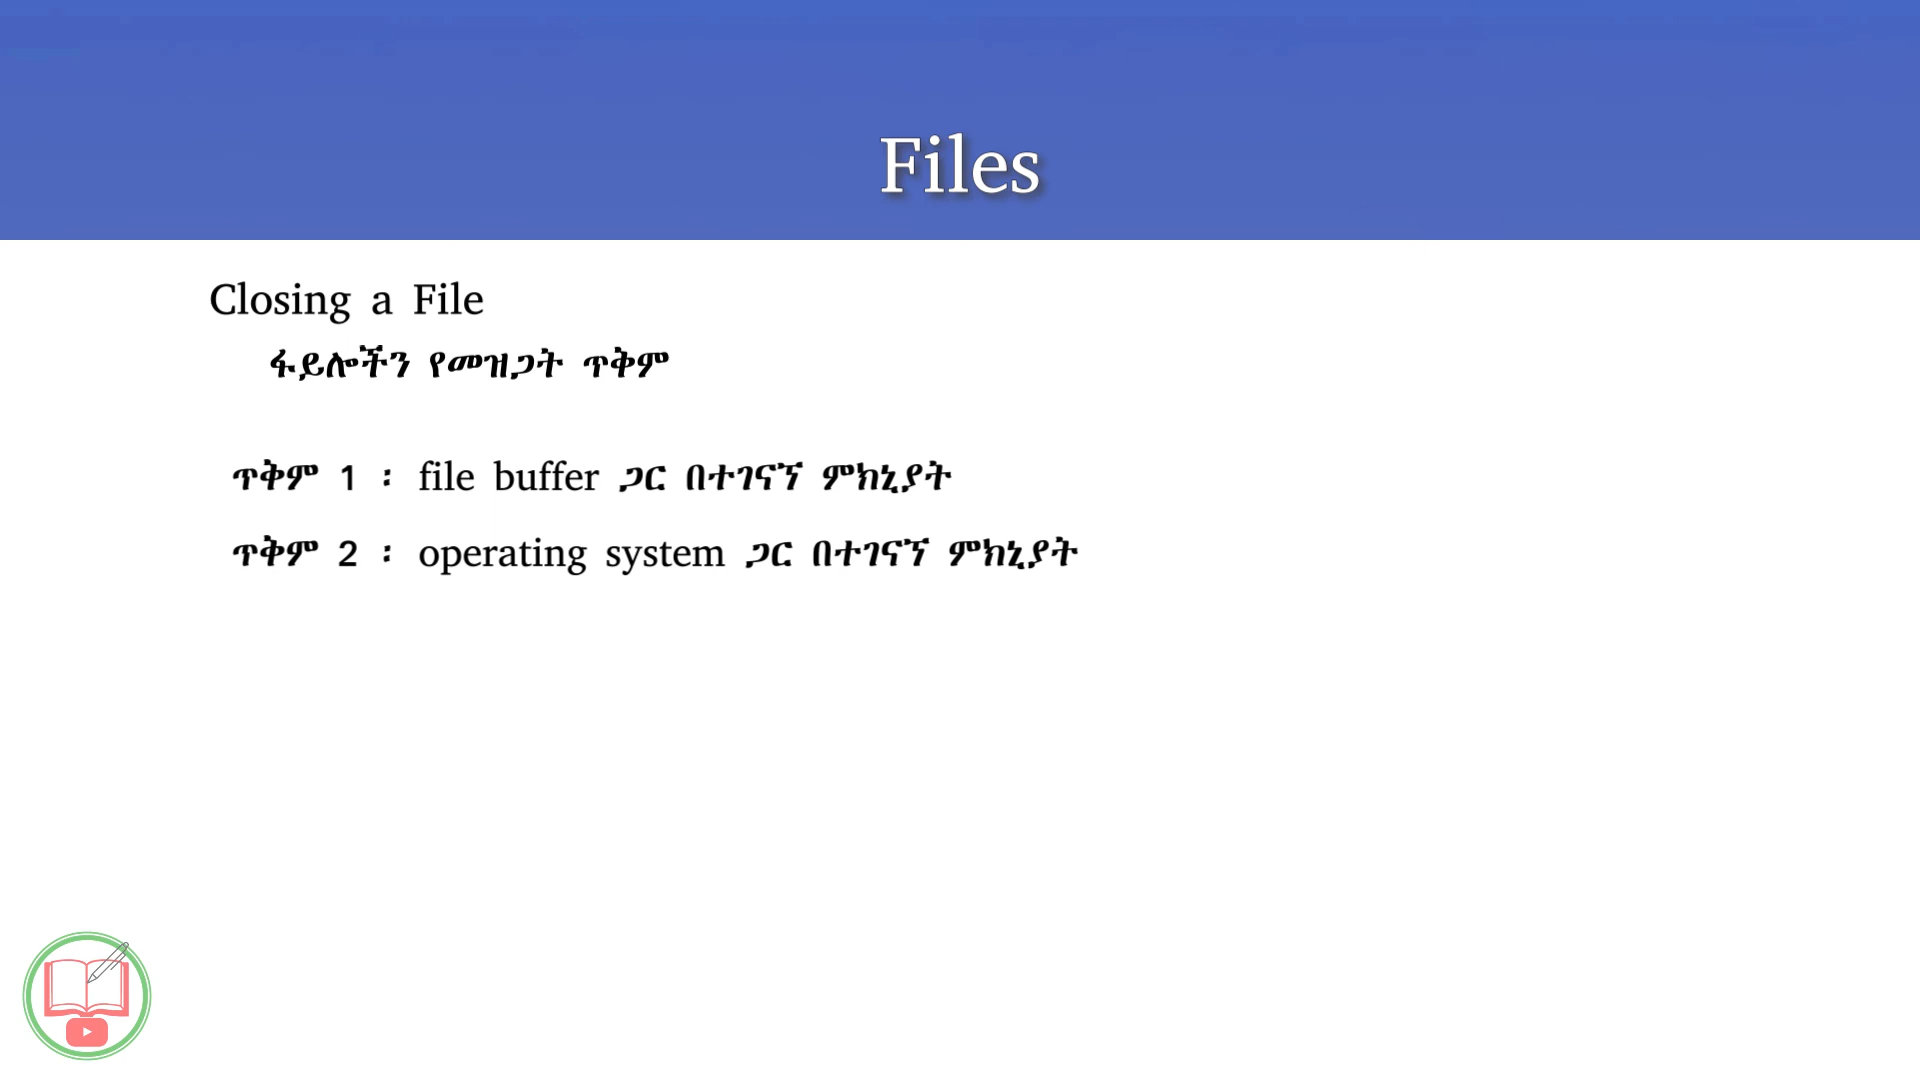 Files
Closing a File
ፋይሎችን የመዝጋት ጥቅም
ጥቅም 1 ፡ file buffer ጋር በተገናኘ ምክኒያት
ጥቅም 2 ፡ operating system ጋር በተገናኘ ምክኒያት